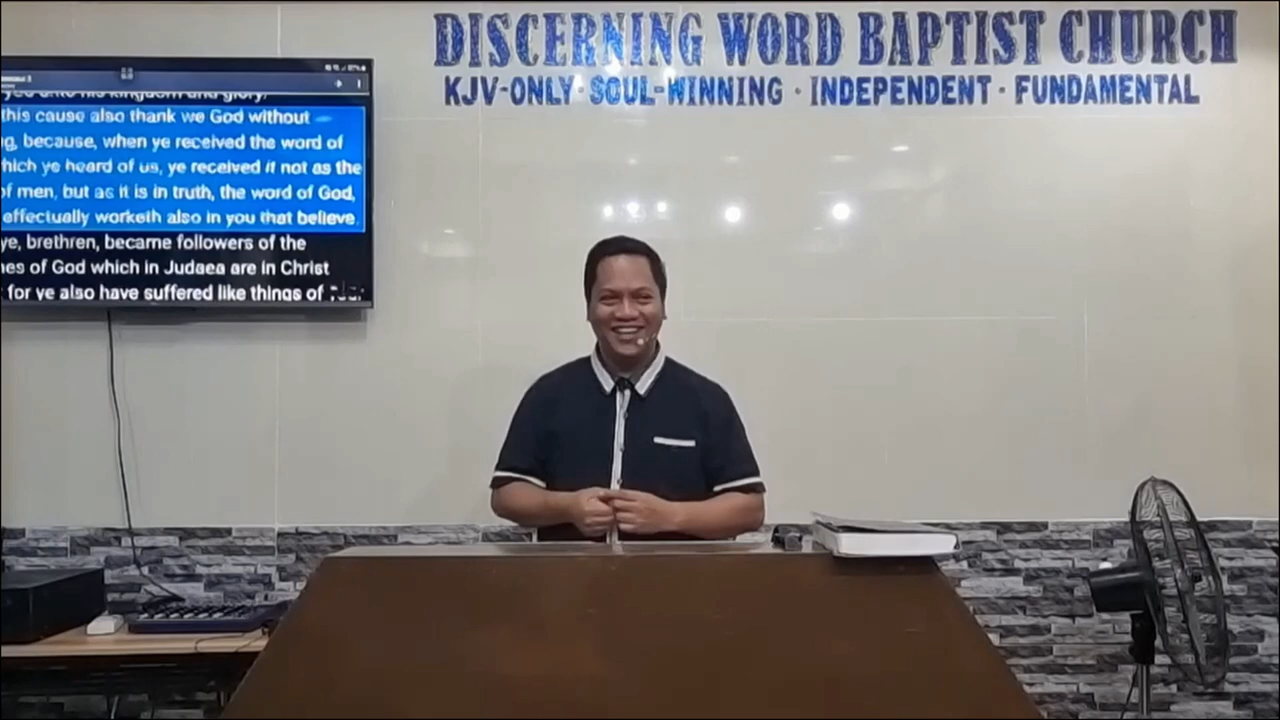 DISCERNING WORD BAPTIST CHURCH
KJV-ONLY · SOUL-WINNING · INDEPENDENT · FUNDAMENTAL
kingdom and glory.
this cause also thank we God without
g, because, when ye received the word of
hich ye heard of us, ye received it not as the
of men, but as it is in truth, the word of God,
effectually worketh also in you that believe.
ye, brethren, became followers of the
hes of God which in Judaea are in Christ
for ye also have suffered like things of